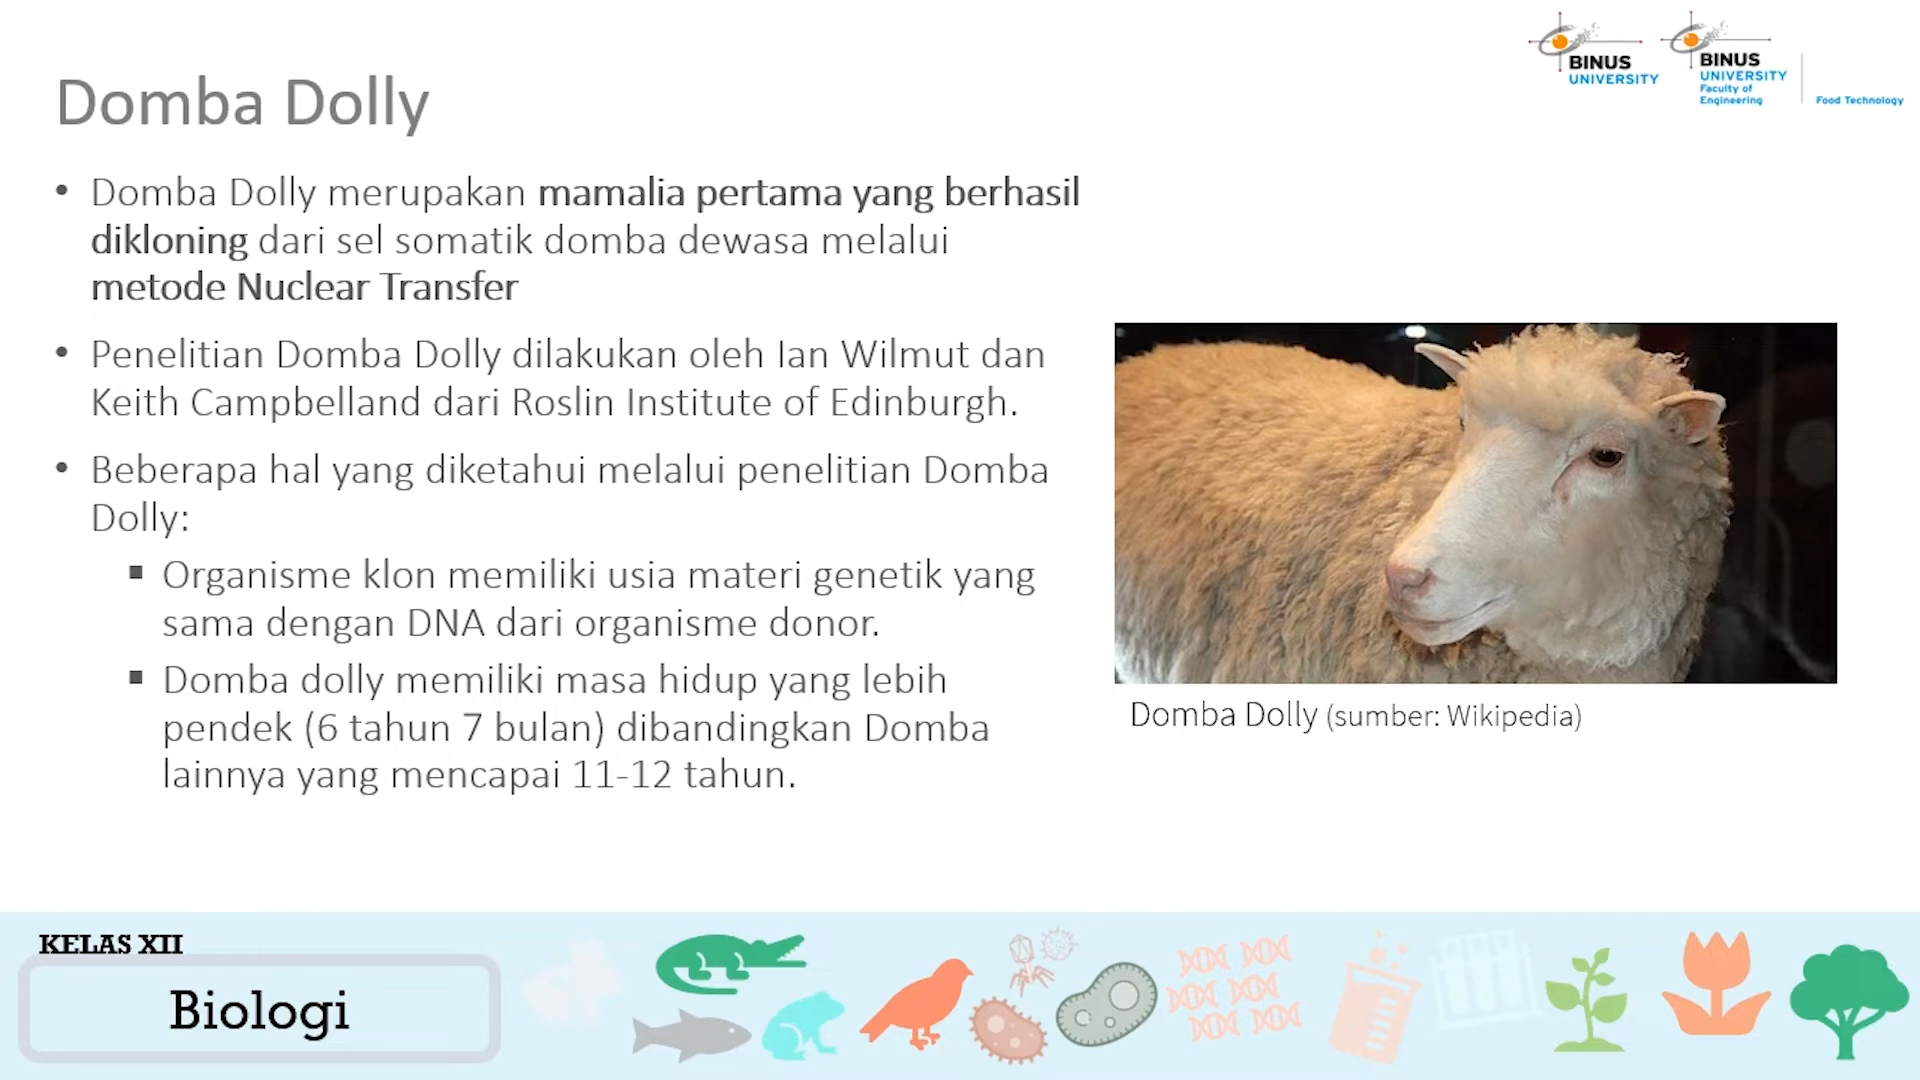 BINUS
UNIVERSITY
BINUS
UNIVERSITY
Faculty of
Engineering
Food Technology
Domba Dolly
• Domba Dolly merupakan mamalia pertama yang berhasil
dikloning dari sel somatik domba dewasa melalui
metode Nuclear Transfer
• Penelitian Domba Dolly dilakukan oleh Ian Wilmut dan
Keith Campbelland dari Roslin Institute of Edinburgh.
• Beberapa hal yang diketahui melalui penelitian Domba
Dolly:
▪ Organisme klon memiliki usia materi genetik yang
sama dengan DNA dari organisme donor.
▪ Domba dolly memiliki masa hidup yang lebih
pendek (6 tahun 7 bulan) dibandingkan Domba
lainnya yang mencapai 11-12 tahun.
Domba Dolly (sumber: Wikipedia)
KELAS XII
Biologi